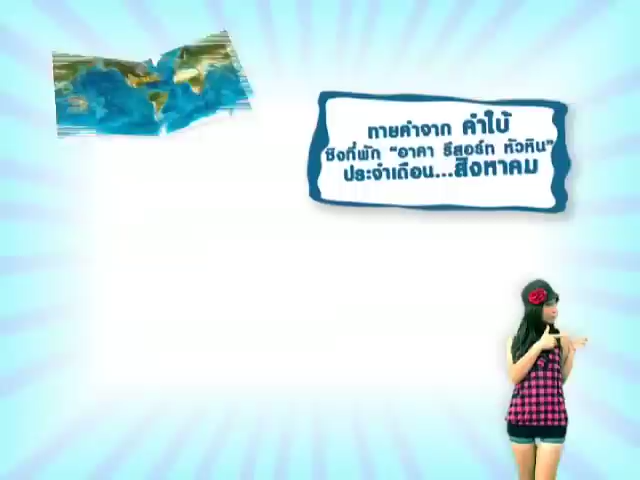 ทายคำจาก คำใบ้
ชิงที่พัก "อาคา รีสอร์ท หัวหิน"
ประจำเดือน...สิงหาคม